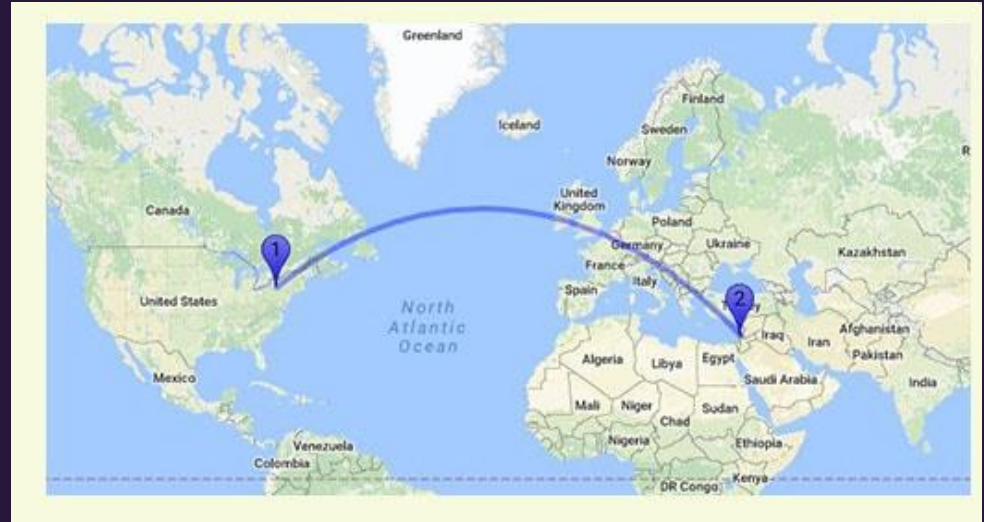 Greenland
Finland
Iceland
Sweden
Norway
United
Kingdom
Canada
Poland
1
Germany
Ukraine
Kazakhstan
France
Italy
Spain
2
United States
North
Atlantic
Ocean
Iraq
Iran
Afghanistan
Pakistan
Algeria
Libya
Egypt
Mexico
Saudi Arabia
India
Mali
Niger
Chad
Sudan
Nigeria
Ethiopia
Venezuela
Colombia
DR Congo
Kenya